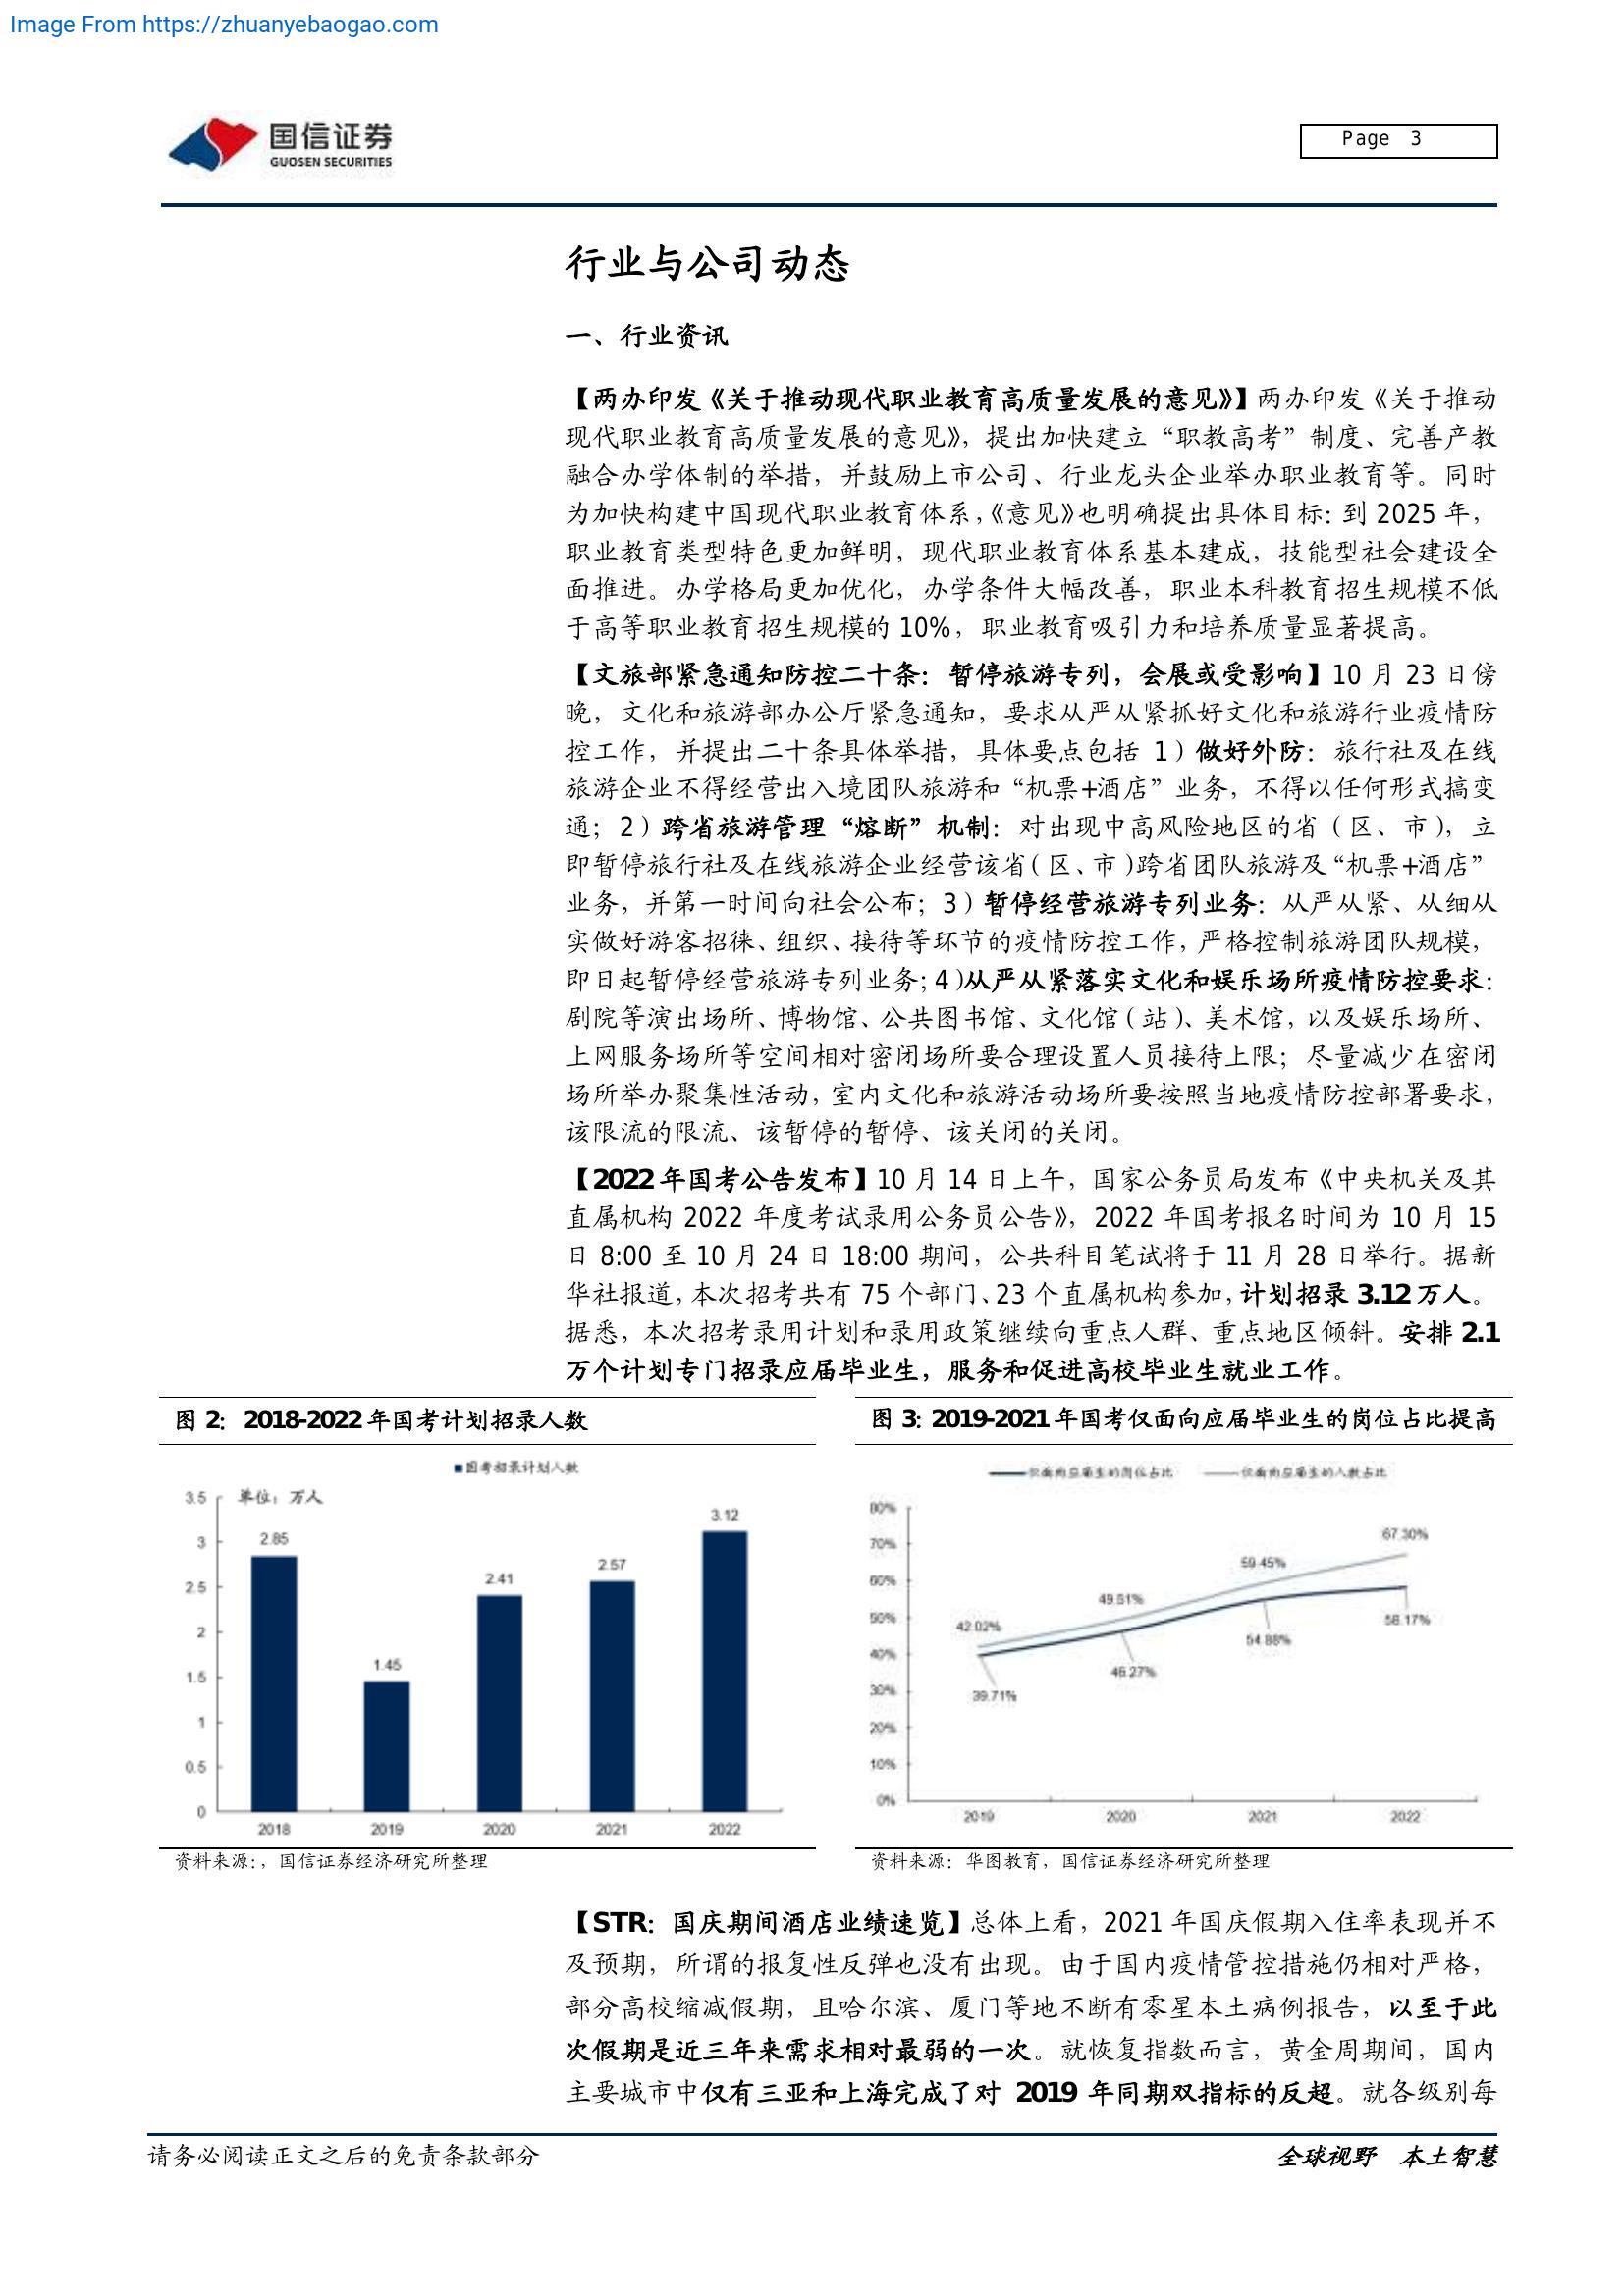 Image From https://zhuanyebaogao.com
国信证券
GUOSEN SECURITIES
Page 3
行业与公司动态
一、行业资讯
【两办印发《关于推动现代职业教育高质量发展的意见》】两办印发《关于推动
现代职业教育高质量发展的意见》，提出加快建立“职教高考”制度、完善产教
融合办学体制的举措，并鼓励上市公司、行业龙头企业举办职业教育等。同时
为加快构建中国现代职业教育体系，《意见》也明确提出具体目标：到 2025 年，
职业教育类型特色更加鲜明，现代职业教育体系基本建成，技能型社会建设全
面推进。办学格局更加优化，办学条件大幅改善，职业本科教育招生规模不低
于高等职业教育招生规模的 10%，职业教育吸引力和培养质量显著提高。
【文旅部紧急通知防控二十条：暂停旅游专列，会展或受影响】10 月 23 日傍
晚，文化和旅游部办公厅紧急通知，要求从严从紧抓好文化和旅游行业疫情防
控工作，并提出二十条具体举措，具体要点包括 1）做好外防：旅行社及在线
旅游企业不得经营出入境团队旅游和“机票+酒店”业务，不得以任何形式搞变
通；2）跨省旅游管理“熔断”机制：对出现中高风险地区的省（区、市），立
即暂停旅行社及在线旅游企业经营该省（区、市）跨省团队旅游及“机票+酒店”
业务，并第一时间向社会公布；3）暂停经营旅游专列业务：从严从紧、从细从
实做好游客招徕、组织、接待等环节的疫情防控工作，严格控制旅游团队规模，
即日起暂停经营旅游专列业务；4）从严从紧落实文化和娱乐场所疫情防控要求：
剧院等演出场所、博物馆、公共图书馆、文化馆（站）、美术馆，以及娱乐场所、
上网服务场所等空间相对密闭场所要合理设置人员接待上限；尽量减少在密闭
场所举办聚集性活动，室内文化和旅游活动场所要按照当地疫情防控部署要求，
该限流的限流、该暂停的暂停、该关闭的关闭。
【2022 年国考公告发布】10 月 14 日上午，国家公务员局发布《中央机关及其
直属机构 2022 年度考试录用公务员公告》，2022 年国考报名时间为 10 月 15
日 8:00 至 10 月 24 日 18:00 期间，公共科目笔试将于 11 月 28 日举行。据新
华社报道，本次招考共有 75 个部门、23 个直属机构参加，计划招录 3.12 万人。
据悉，本次招考录用计划和录用政策继续向重点人群、重点地区倾斜。安排 2.1
万个计划专门招录应届毕业生，服务和促进高校毕业生就业工作。
图 2：2018-2022 年国考计划招录人数
■国考招录计划人数
单位：万人
3.5
3
2.5
2
1.5
1
0.5
0
2.85
1.45
2.41
2.57
3.12
2018 2019 2020 2021 2022
资料来源：，国信证券经济研究所整理
图 3：2019-2021 年国考仅面向应届毕业生的岗位占比提高
仅面向应届生的岗位占比 仅面向应届生的人数占比
80%
70%
60%
50%
40%
30%
20%
10%
0%
42.02%
49.51%
59.45%
67.30%
39.71%
46.27%
54.88%
58.17%
2019 2020 2021 2022
资料来源：华图教育，国信证券经济研究所整理
【STR：国庆期间酒店业绩速览】总体上看，2021 年国庆假期入住率表现并不
及预期，所谓的报复性反弹也没有出现。由于国内疫情管控措施仍相对严格，
部分高校缩减假期，且哈尔滨、厦门等地不断有零星本土病例报告，以至于此
次假期是近三年来需求相对最弱的一次。就恢复指数而言，黄金周期间，国内
主要城市中仅有三亚和上海完成了对 2019 年同期双指标的反超。就各级别每
请务必阅读正文之后的免责条款部分
全球视野 本土智慧